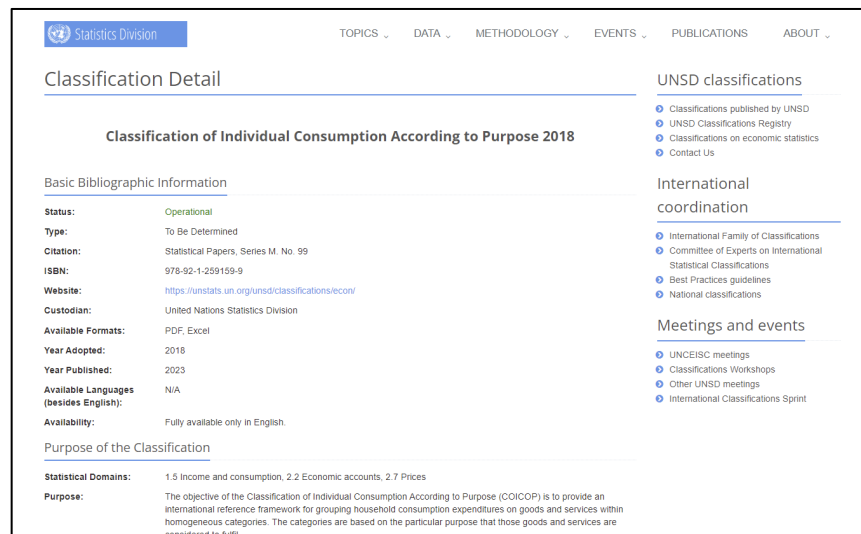 Statistics Division
TOPICS
DATA
METHODOLOGY
EVENTS
PUBLICATIONS
ABOUT
Classification Detail
Classification of Individual Consumption According to Purpose 2018
Basic Bibliographic Information
Status: Operational
Type: To Be Determined
Citation: Statistical Papers, Series M. No. 99
ISBN: 978-92-1-259159-9
Website: https://unstats.un.org/unsd/classifications/econ/
Custodian: United Nations Statistics Division
Available Formats: PDF, Excel
Year Adopted: 2018
Year Published: 2023
Available Languages N/A
(besides English):
Availability: Fully available only in English.
Purpose of the Classification
Statistical Domains: 1.5 Income and consumption, 2.2 Economic accounts, 2.7 Prices
Purpose: The objective of the Classification of Individual Consumption According to Purpose (COICOP) is to provide an
international reference framework for grouping household consumption expenditures on goods and services within
homogeneous categories. The categories are based on the particular purpose that those goods and services are
considered to fulfil
UNSD classifications
Classifications published by UNSD
UNSD Classifications Registry
Classifications on economic statistics
Contact Us
International
coordination
International Family of Classifications
Committee of Experts on International
Statistical Classifications
Best Practices guidelines
National classifications
Meetings and events
UNCEISC meetings
Classifications Workshops
Other UNSD meetings
International Classifications Sprint